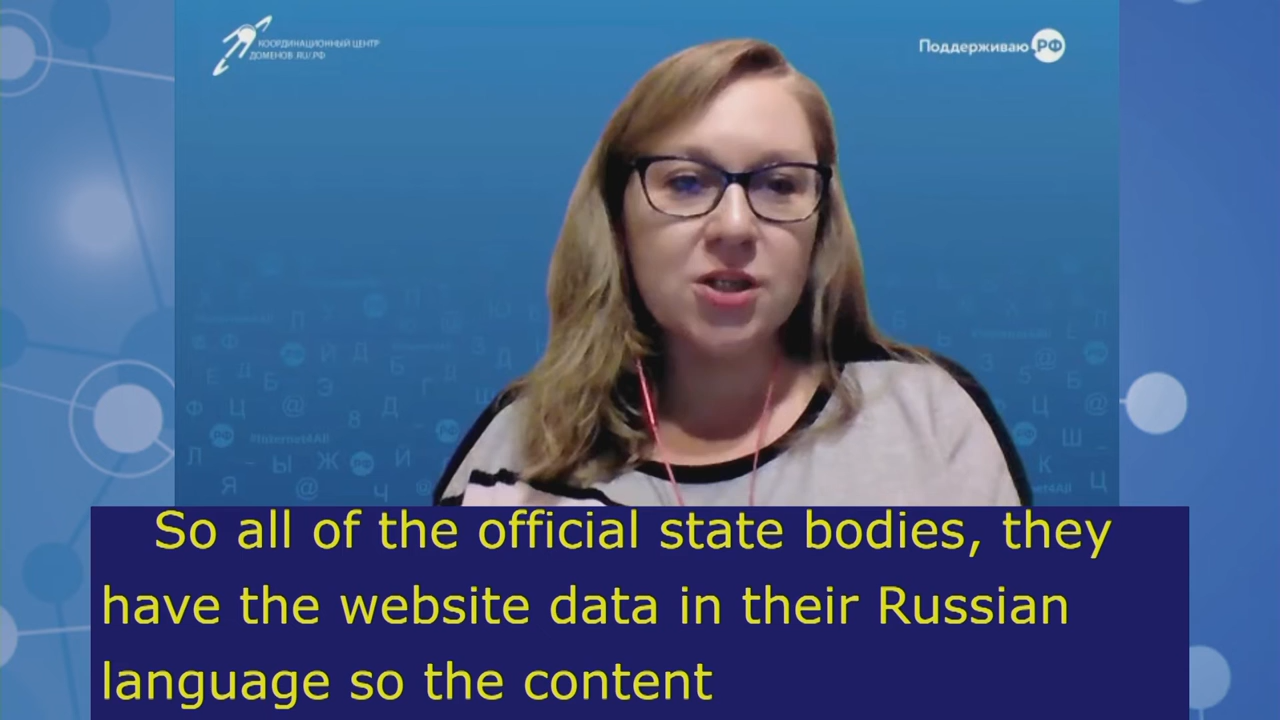 КООРДИНАЦИОННЫЙ ЦЕНТР
ДОМЕНОВ .RU/.РФ
Поддерживаю РФ
#Internet4All
So all of the official state bodies, they
have the website data in their Russian
language so the content